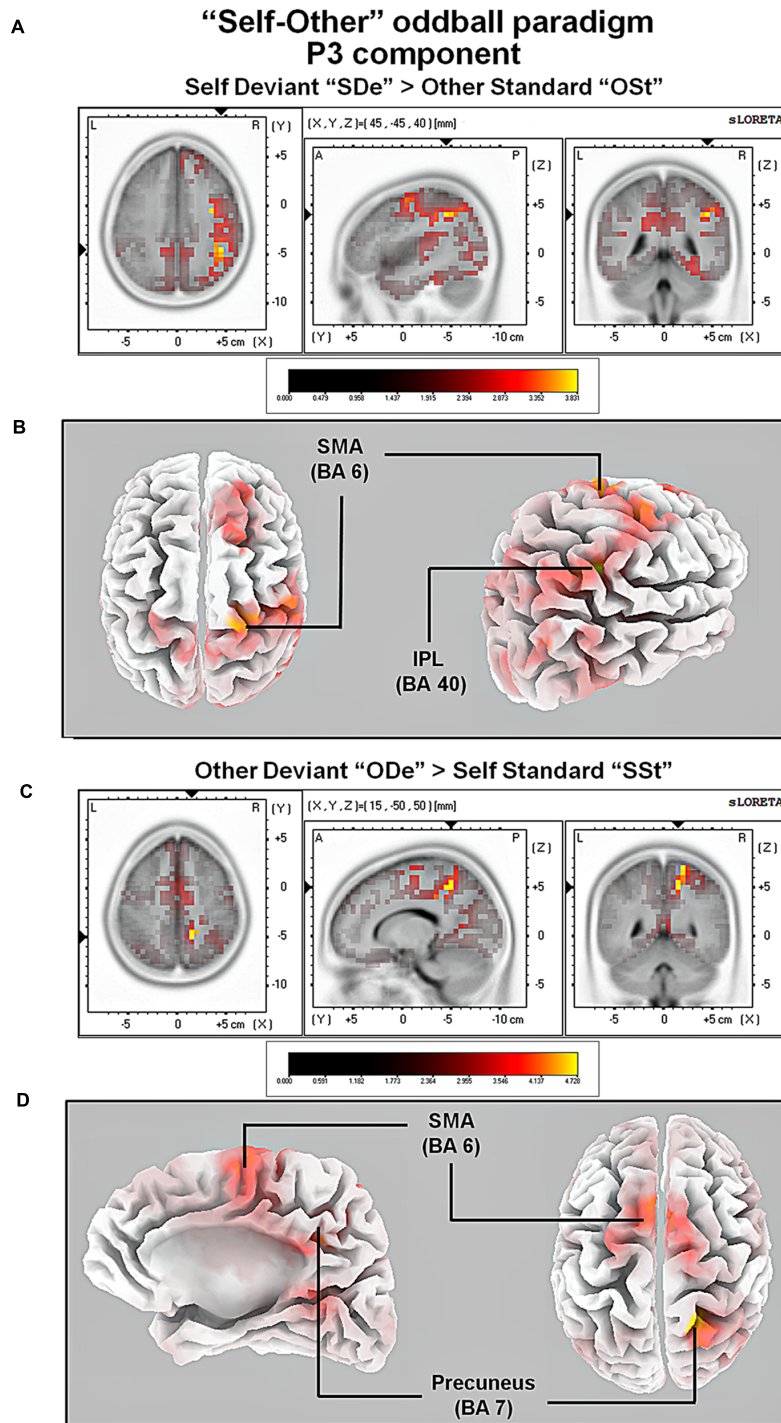 A
“Self-Other” oddball paradigm
P3 component
Self Deviant “SDe” > Other Standard “OSt”
L R (Y) (X, Y, Z)=( 45, -45, 40) [mm] sLORETA
A P (Z) L R (Z)
+5 0 -5 -10
+5 0 -5
+5 0 -5
-5 0 +5 cm (X) (Y) +5 0 -5 -10 cm -5 0 +5 cm (X)
0.000 0.479 0.958 1.437 1.915 2.394 2.873 3.352 3.831
B
SMA
(BA 6)
IPL
(BA 40)
Other Deviant “ODe” > Self Standard “SSt”
C
L R (Y) (X, Y, Z)=( 15, -50, 50) [mm] sLORETA
A P (Z) L R (Z)
+5 0 -5 -10
+5 0 -5
+5 0 -5
-5 0 +5 cm (X) (Y) +5 0 -5 -10 cm -5 0 +5 cm (X)
0.000 0.591 1.182 1.773 2.364 2.955 3.546 4.137 4.728
D
SMA
(BA 6)
Precuneus
(BA 7)